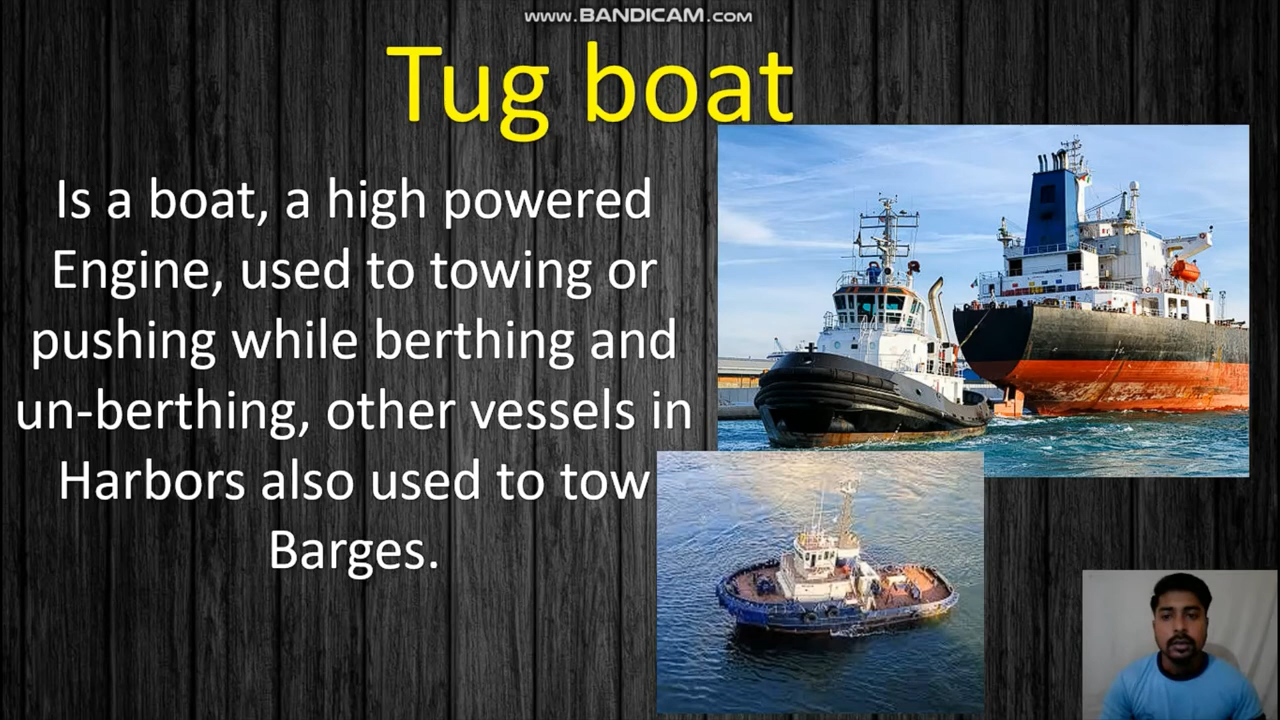 www.BANDICAM.com
Tug boat
Is a boat, a high powered
Engine, used to towing or
pushing while berthing and
un-berthing, other vessels in
Harbors also used to tow
Barges.